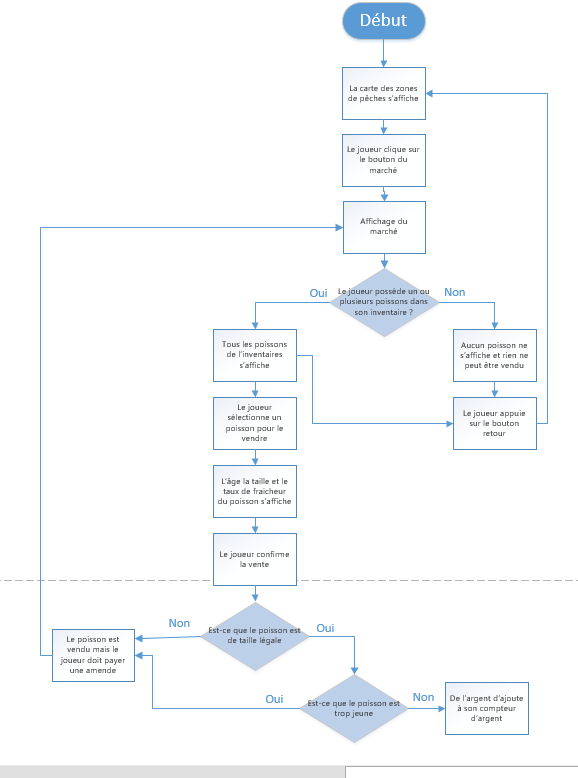 Début
La carte des zones
de pêches s'affiche
Le joueur clique sur
le bouton du
marché
Affichage du
marché
Le joueur possède un ou
plusieurs poissons dans
son inventaire ?
Oui
Non
Tous les poissons
de l'inventaires
s'affiche
Aucun poisson ne
s'affiche et rien ne
peut être vendu
Le joueur
sélectionne un
poisson pour le
vendre
Le joueur appuie
sur le bouton
retour
L'âge la taille et le
taux de fraicheur
du poisson s'affiche
Le joueur confirme
la vente
Est-ce que le poisson est
de taille légale
Non
Oui
Le poisson est
vendu mais le
joueur doit payer
une amende
Est-ce que le poisson est
trop jeune
Oui
Non
De l'argent d'ajoute
à son compteur
d'argent